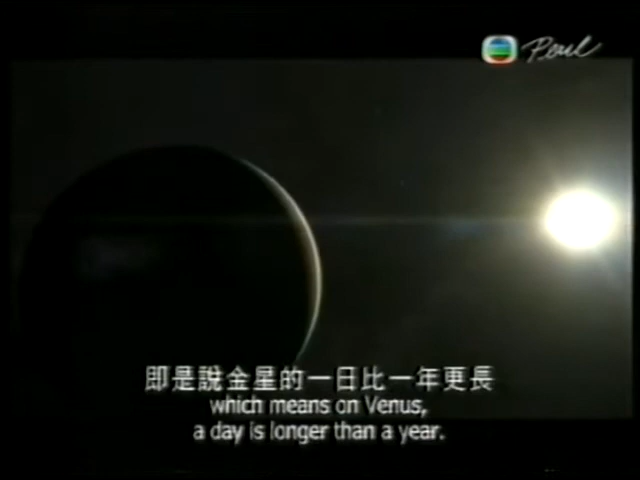 Pearl
即是說金星的一日比一年更長
which means on Venus,
a day is longer than a year.